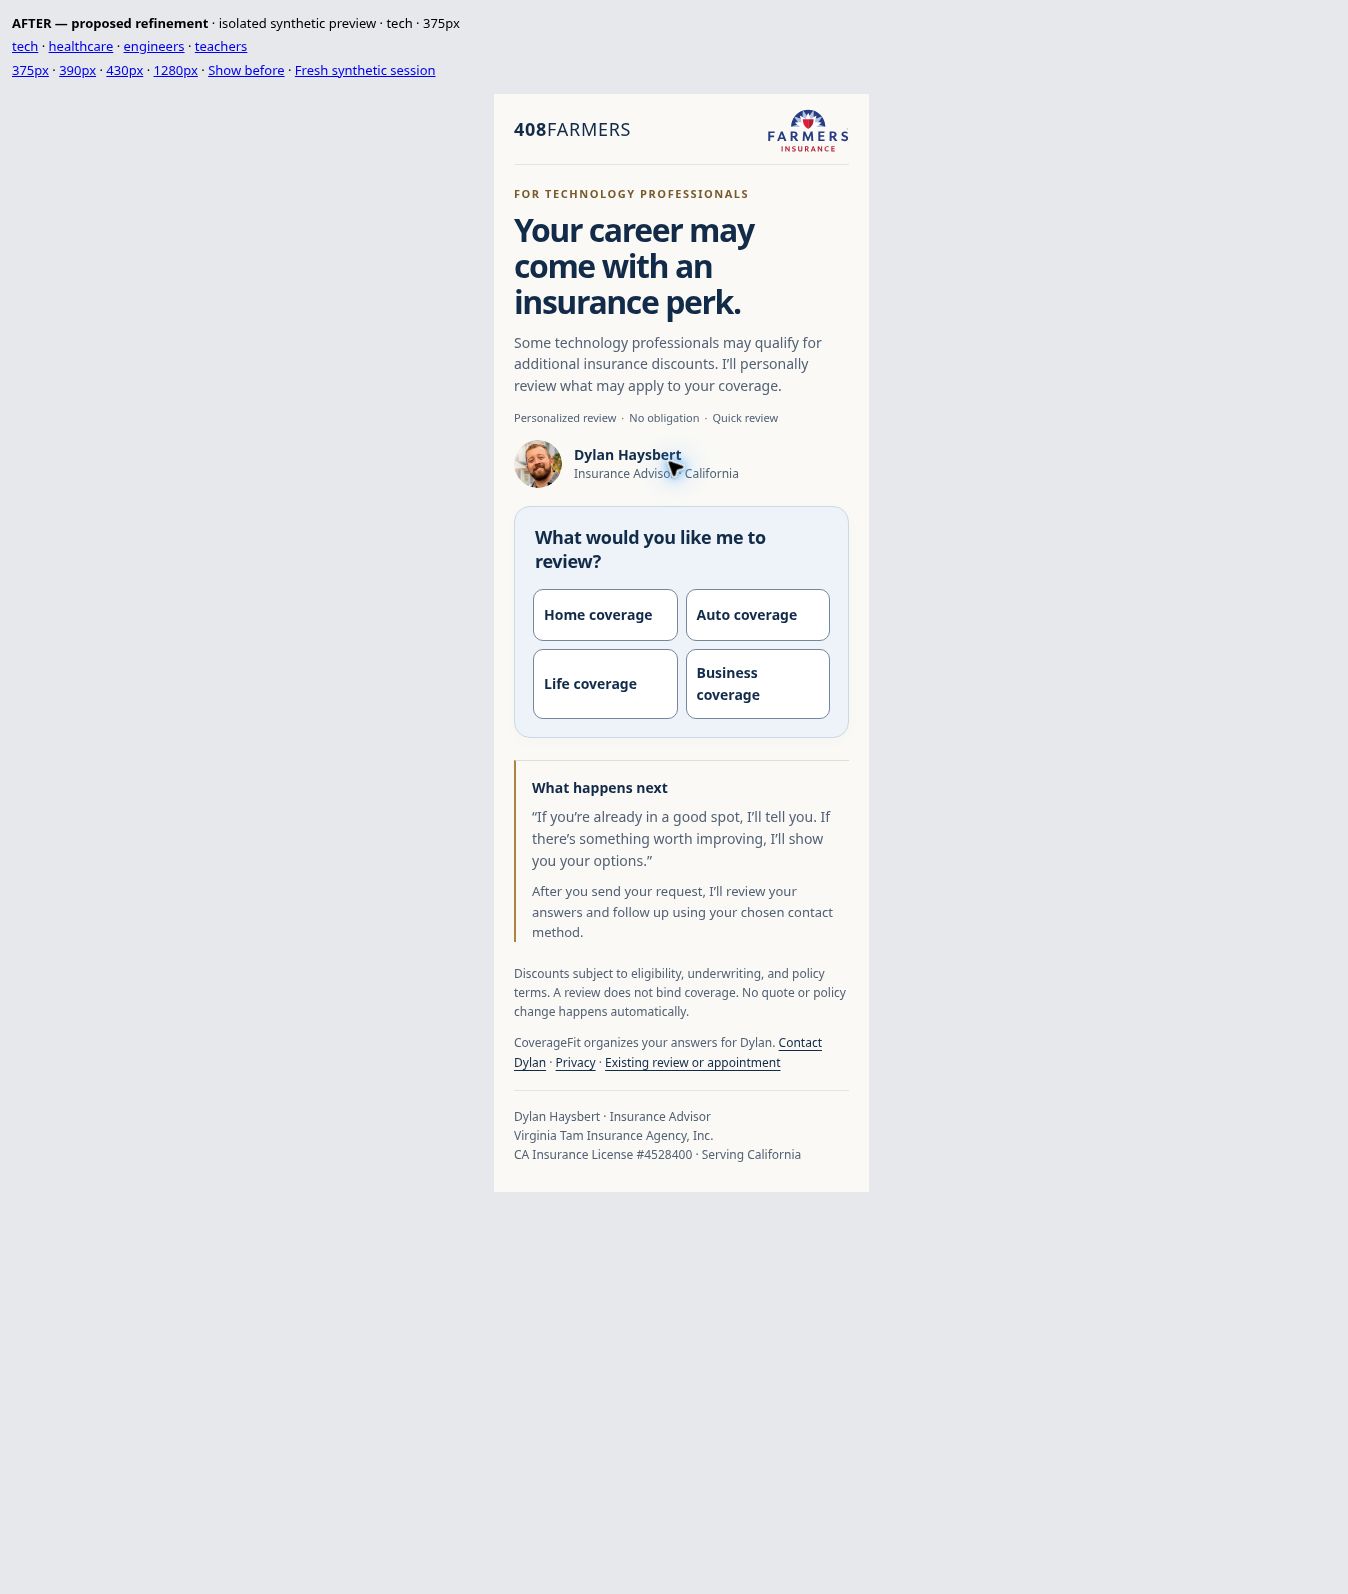 AFTER — proposed refinement · isolated synthetic preview · tech · 375px
tech · healthcare · engineers · teachers
375px · 390px · 430px · 1280px · Show before · Fresh synthetic session
408FARMERS
FARMERS
INSURANCE
FOR TECHNOLOGY PROFESSIONALS
Your career may
come with an
insurance perk.
Some technology professionals may qualify for
additional insurance discounts. I’ll personally
review what may apply to your coverage.
Personalized review · No obligation · Quick review
Dylan Haysbert
Insurance Advisor · California
What would you like me to
review?
Home coverage
Auto coverage
Life coverage
Business
coverage
What happens next
“If you’re already in a good spot, I’ll tell you. If
there’s something worth improving, I’ll show
you your options.”
After you send your request, I’ll review your
answers and follow up using your chosen contact
method.
Discounts subject to eligibility, underwriting, and policy
terms. A review does not bind coverage. No quote or policy
change happens automatically.
CoverageFit organizes your answers for Dylan. Contact
Dylan · Privacy · Existing review or appointment
Dylan Haysbert · Insurance Advisor
Virginia Tam Insurance Agency, Inc.
CA Insurance License #4528400 · Serving California